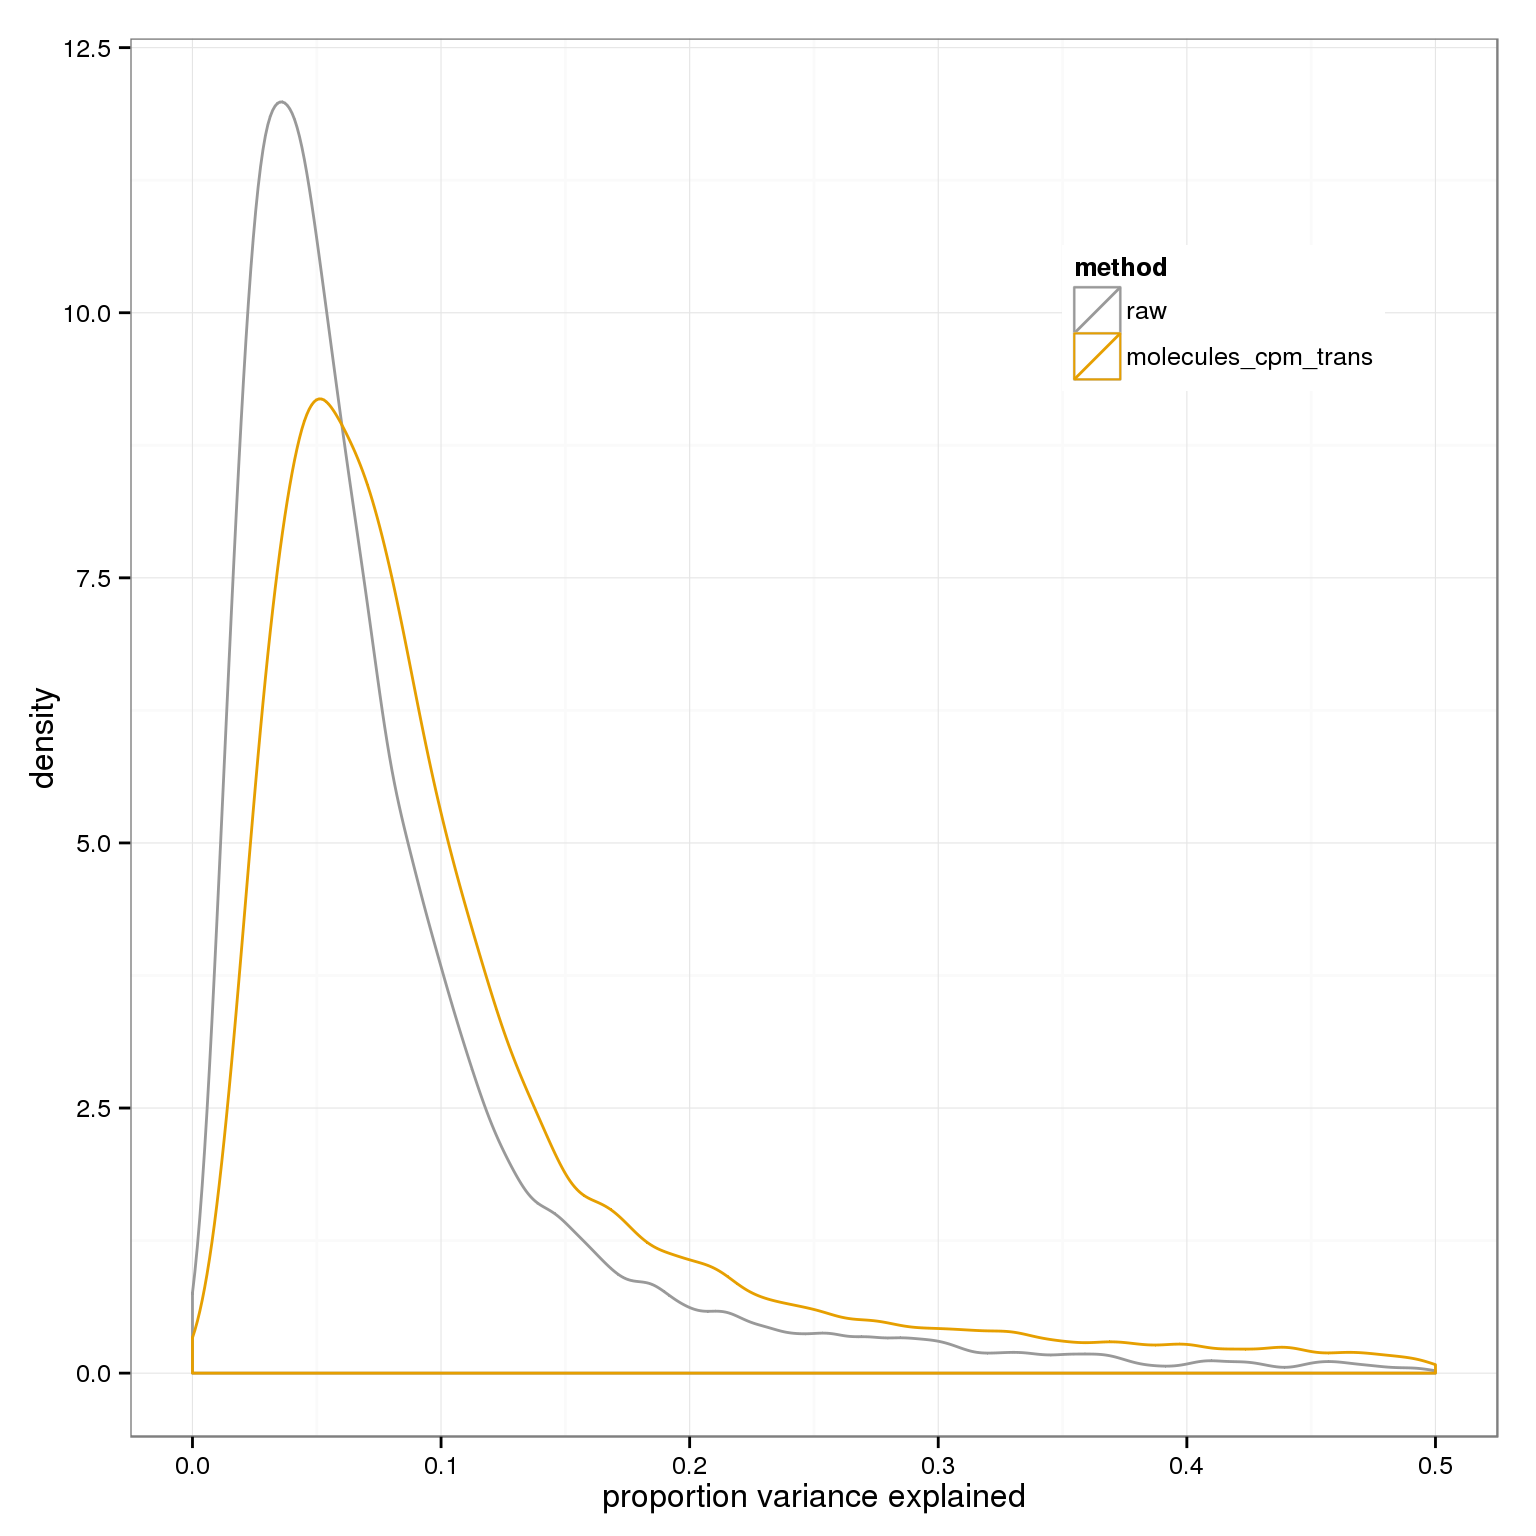 12.5
10.0
7.5
5.0
2.5
0.0
density
method
raw
molecules_cpm_trans
0.0 0.1 0.2 0.3 0.4 0.5
proportion variance explained